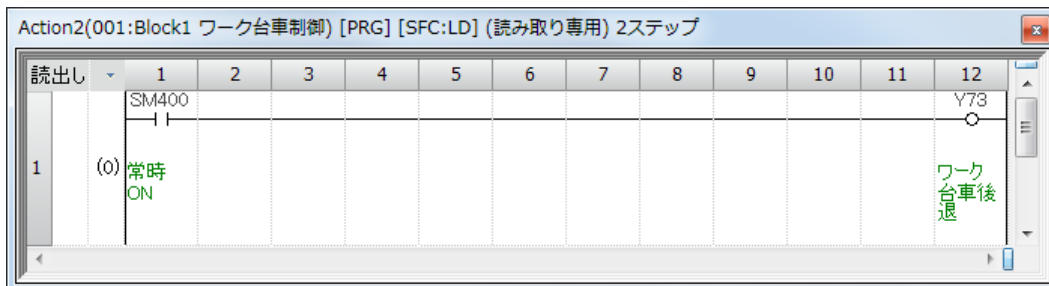 Action2(001:Block1 ワーク台車制御) [PRG] [SFC:LD] (読み取り専用) 2ステップ
読出し 1 2 3 4 5 6 7 8 9 10 11 12
SM400 Y73
1 (0) 常時 ワーク
ON 台車後
退